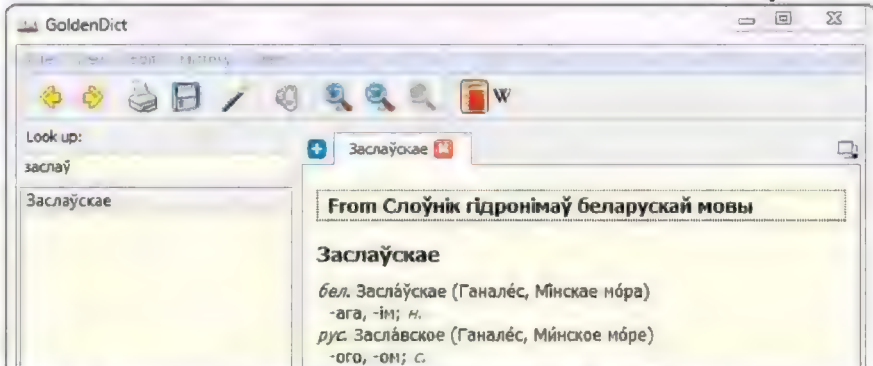 GoldenDict
W
Look up:
заслаў
Заслаўскае
Заслаўскае
From Слоўнік гідронімаў беларускай мовы
Заслаўскае
бел. Засла́ўскае (Ганале́с, Мі́нскае мо́ра)
-ага, -ім; н.
рус. Засла́вское (Ганале́с, Ми́нское мо́ре)
-ого, -ом; с.